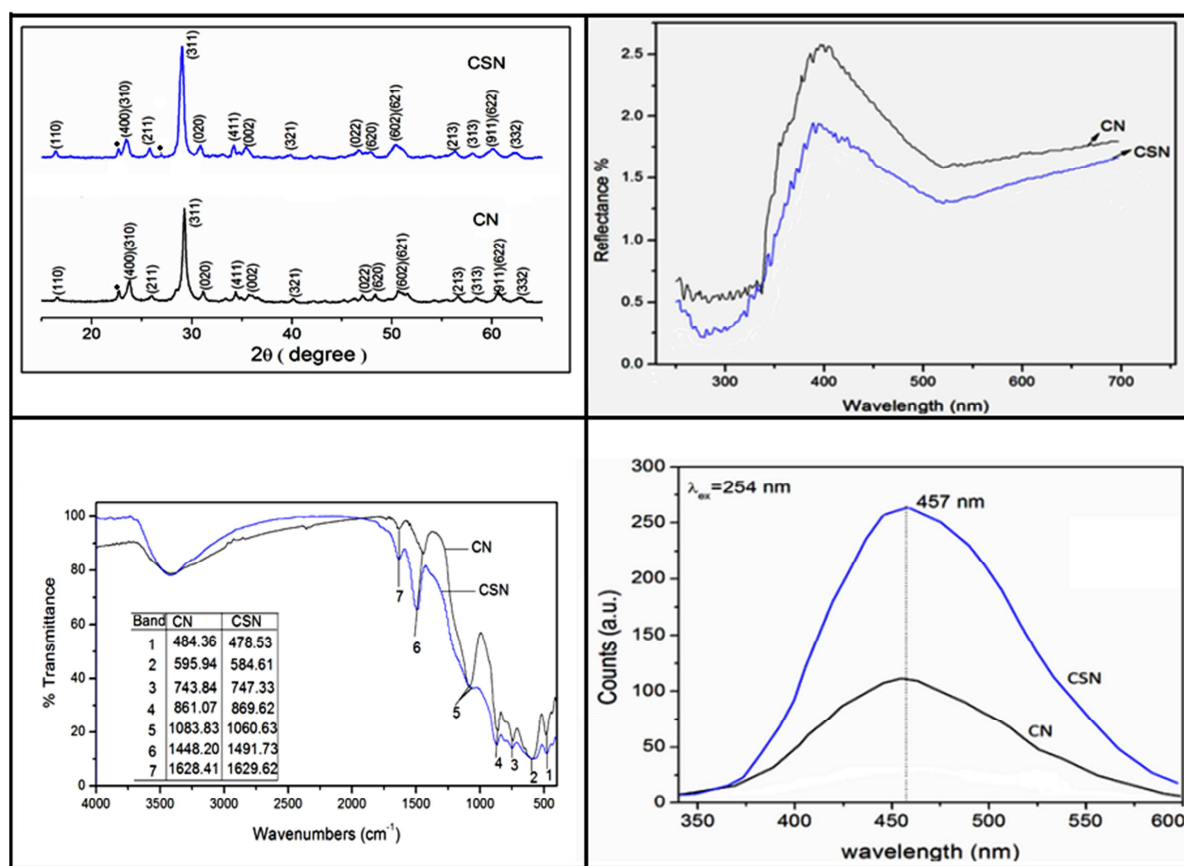 (110)
(400)(310)
(211)
(311)
(020)
(411)
(002)
(321)
(022)
(620)
(602)(621)
(213)
(313)
(911)(622)
(332)
CSN
(110)
(400)(310)
(211)
(311)
(020)
(411)
(002)
(321)
(022)
(620)
(602)(621)
(213)
(313)
(911)(622)
(332)
CN
20 30 40 50 60
2θ ( degree )
2.5
2.0
1.5
1.0
0.5
0.0
Reflectance %
CN
CSN
300 400 500 600 700
Wavelength (nm)
100
80
60
40
20
0
% Transmittance
CN
CSN
7
6
5
4 3 2 1
Band CN CSN
1 484.36 478.53
2 595.94 584.61
3 743.84 747.33
4 861.07 869.62
5 1083.83 1060.63
6 1448.20 1491.73
7 1628.41 1629.62
4000 3500 3000 2500 2000 1500 1000 500
Wavenumbers (cm⁻¹)
300
250
200
150
100
50
0
Counts (a.u.)
λex=254 nm
457 nm
CSN
CN
350 400 450 500 550 600
wavelength (nm)